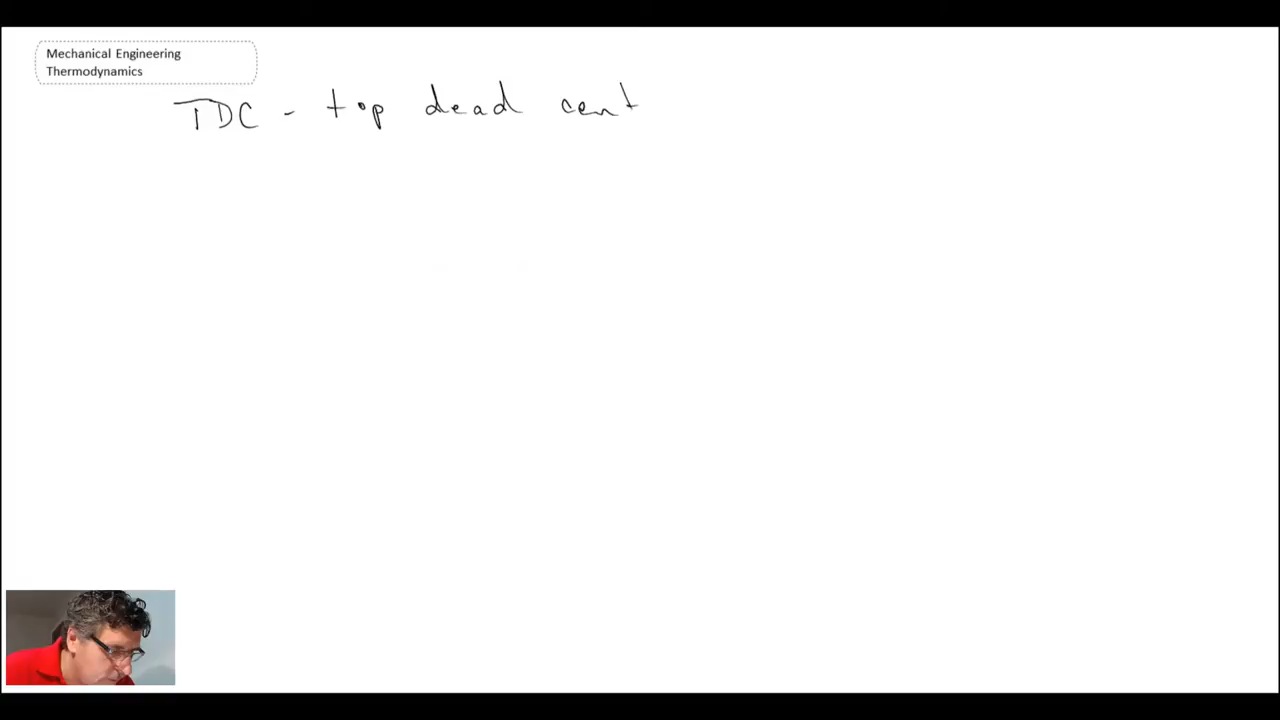 Mechanical Engineering
Thermodynamics
TDC - top dead cent